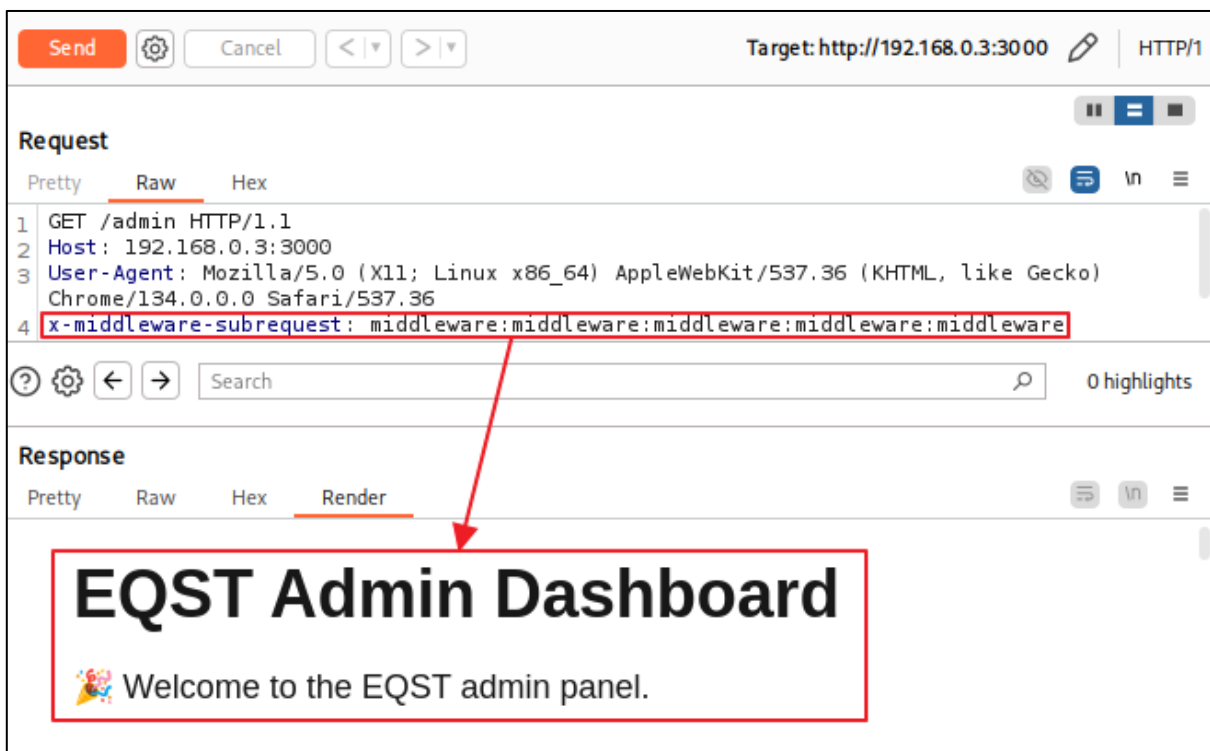 Send
Cancel
Target: http://192.168.0.3:3000
HTTP/1
Request
Pretty Raw Hex
\n
1 GET /admin HTTP/1.1
2 Host: 192.168.0.3:3000
3 User-Agent: Mozilla/5.0 (X11; Linux x86_64) AppleWebKit/537.36 (KHTML, like Gecko)
Chrome/134.0.0.0 Safari/537.36
4 x-middleware-subrequest: middleware:middleware:middleware:middleware:middleware
Search
0 highlights
Response
Pretty Raw Hex Render
\n
EQST Admin Dashboard
🎉 Welcome to the EQST admin panel.